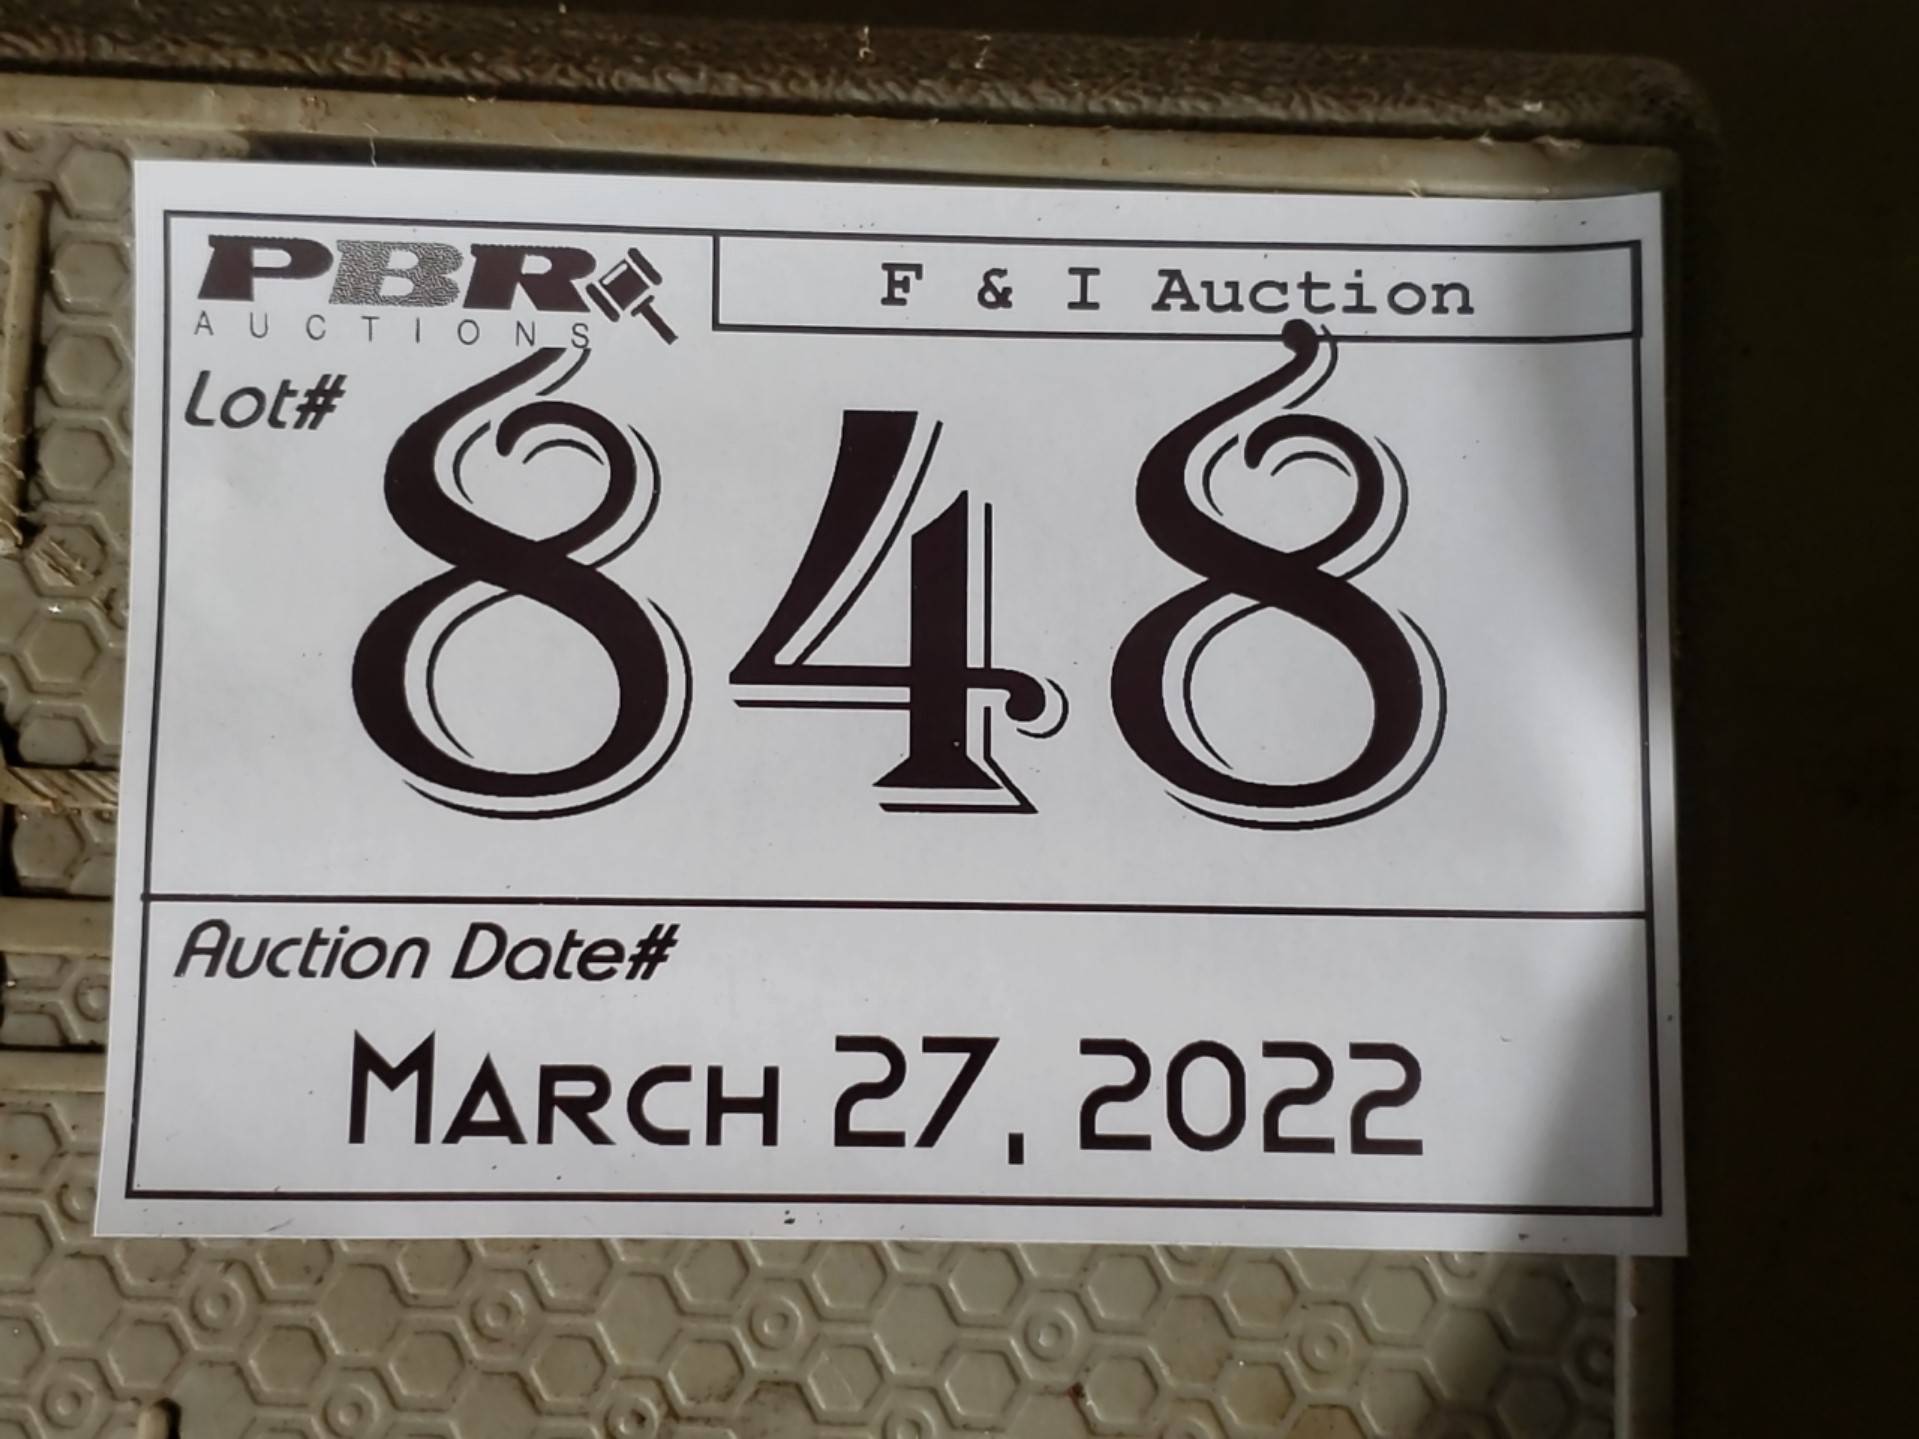 PBR
AUCTIONS
F & I Auction
Lot#
848
Auction Date#
March 27, 2022